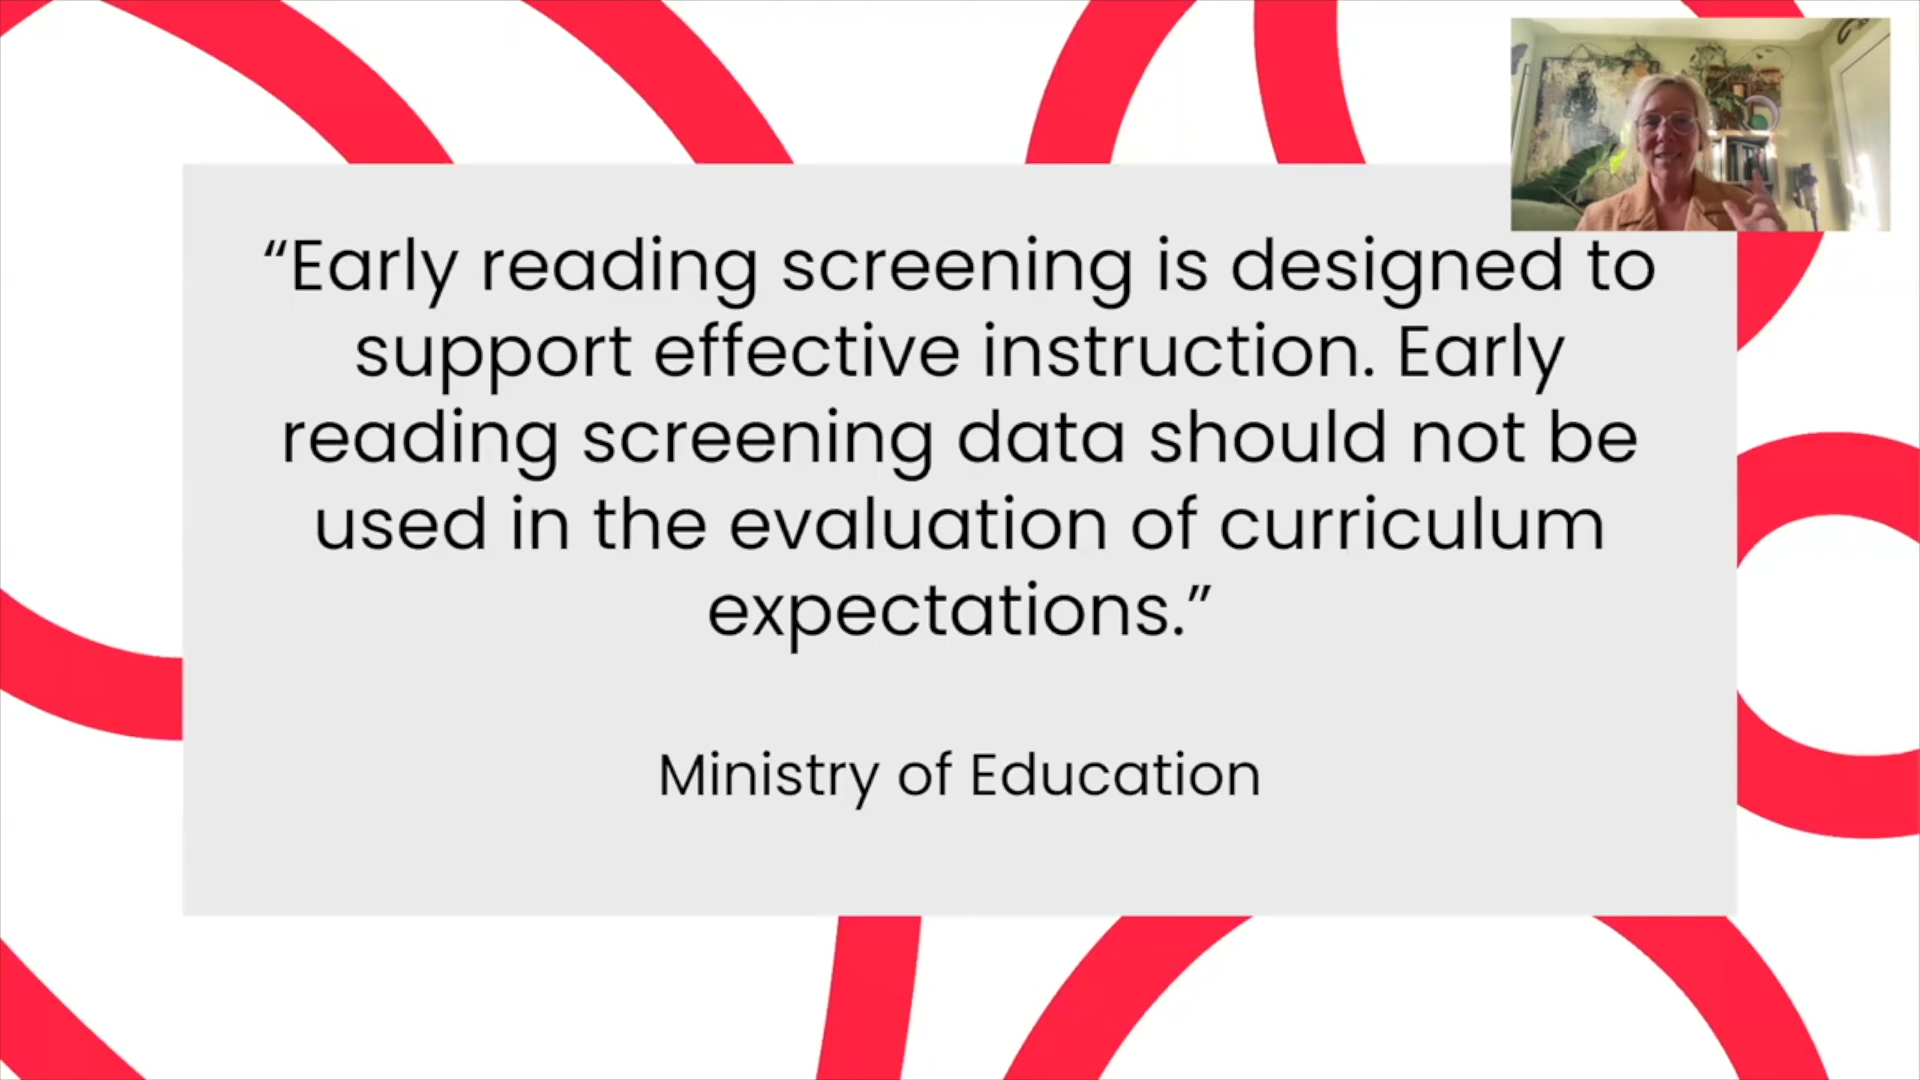 “Early reading screening is designed to
support effective instruction. Early
reading screening data should not be
used in the evaluation of curriculum
expectations.”
Ministry of Education